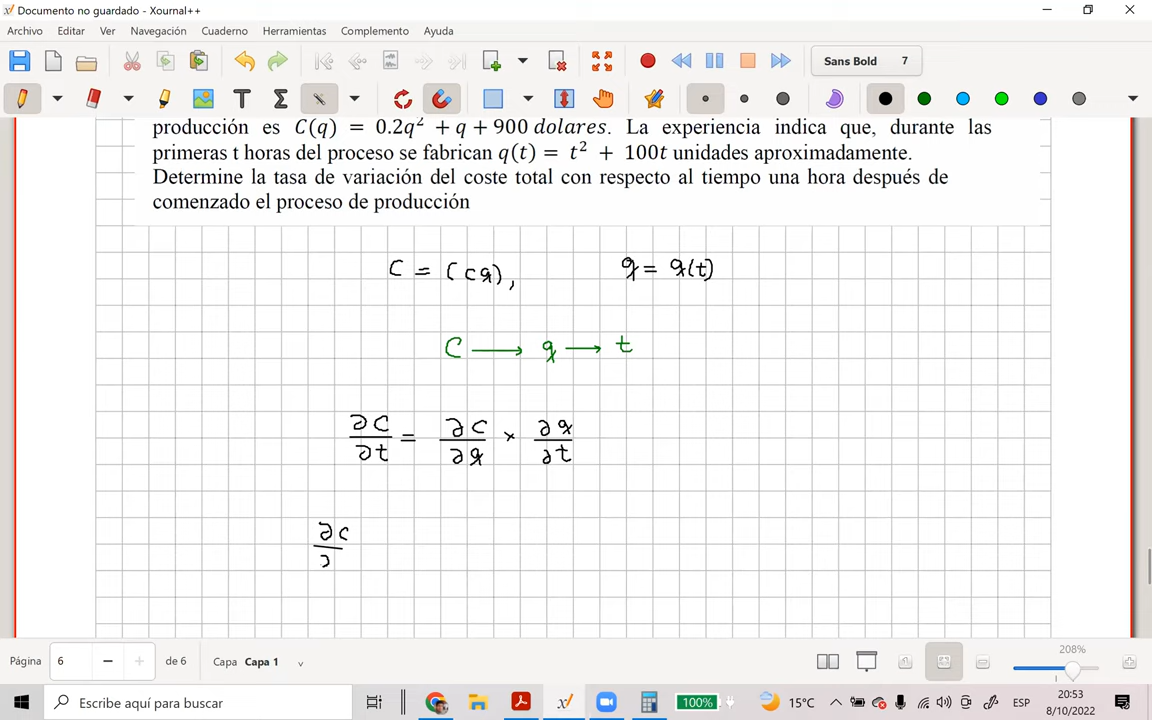 Documento no guardado - Xournal++
Archivo Editar Ver Navegación Cuaderno Herramientas Complemento Ayuda
Sans Bold 7
producción es C(q) = 0.2q² + q + 900 dolares. La experiencia indica que, durante las
primeras t horas del proceso se fabrican q(t) = t² + 100t unidades aproximadamente.
Determine la tasa de variación del coste total con respecto al tiempo una hora después de
comenzado el proceso de producción
C = C(q), q = q(t)
C → q → t
∂C/∂t = ∂C/∂q × ∂q/∂t
∂C/∂
Página 6 de 6 Capa Capa 1 208%
Escribe aquí para buscar 100% 15°C ESP 20:53
8/10/2022